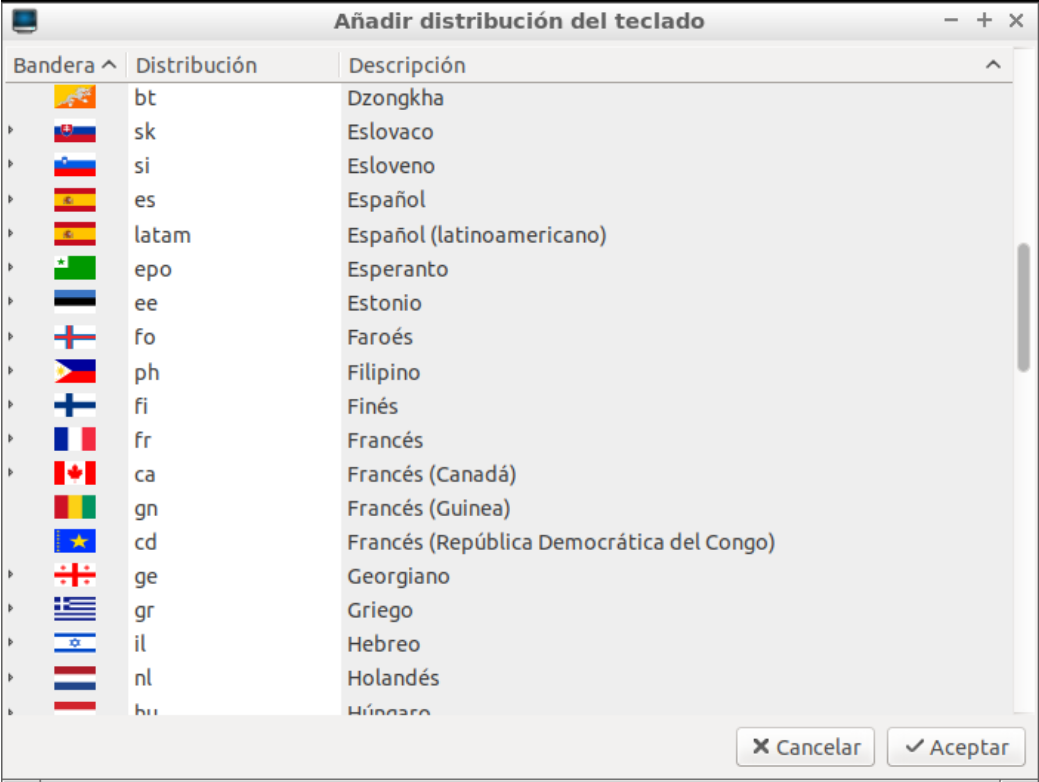 Añadir distribución del teclado
Bandera Distribución Descripción
bt Dzongkha
sk Eslovaco
si Esloveno
es Español
latam Español (latinoamericano)
epo Esperanto
ee Estonio
fo Faroés
ph Filipino
fi Finés
fr Francés
ca Francés (Canadá)
gn Francés (Guinea)
cd Francés (República Democrática del Congo)
ge Georgiano
gr Griego
il Hebreo
nl Holandés
hu Húngaro
Cancelar Aceptar